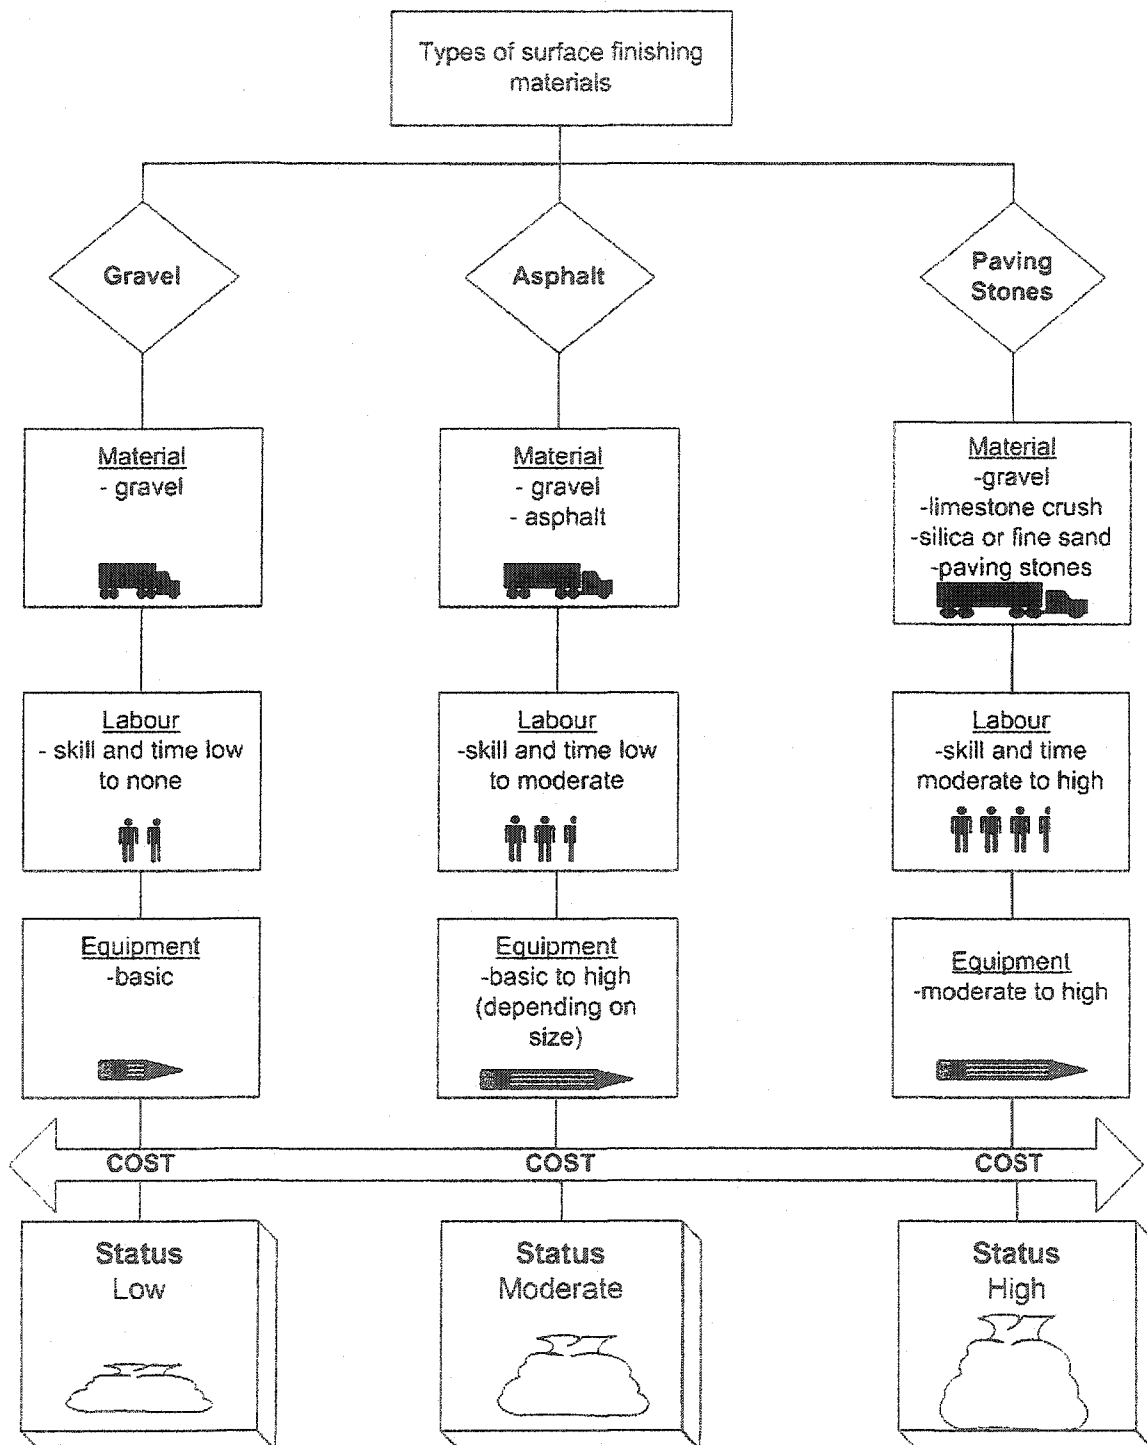 Types of surface finishing
materials
Gravel
Asphalt
Paving
Stones
Material
- gravel
Material
- gravel
- asphalt
Material
-gravel
-limestone crush
-silica or fine sand
-paving stones
Labour
- skill and time low
to none
Labour
-skill and time low
to moderate
Labour
-skill and time
moderate to high
Equipment
-basic
Equipment
-basic to high
(depending on
size)
Equipment
-moderate to high
COST
COST
COST
Status
Low
Status
Moderate
Status
High